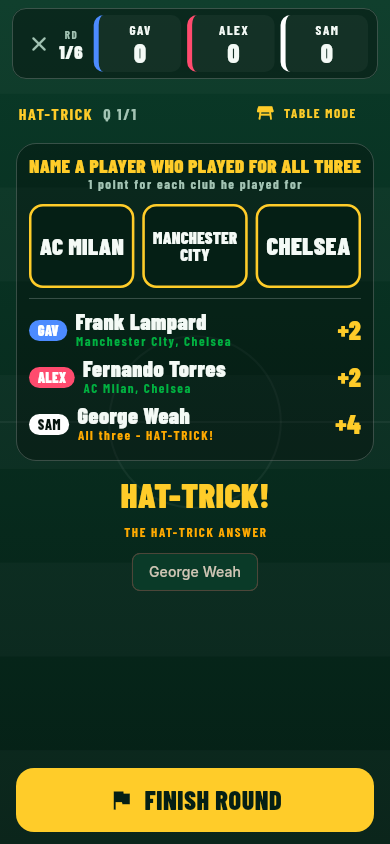 RD
1/6
GAV
0
ALEX
0
SAM
0
HAT-TRICK Q 1/1
TABLE MODE
NAME A PLAYER WHO PLAYED FOR ALL THREE
1 point for each club he played for
AC MILAN
MANCHESTER
CITY
CHELSEA
GAV
Frank Lampard
Manchester City, Chelsea
+2
ALEX
Fernando Torres
AC Milan, Chelsea
+2
SAM
George Weah
All three - HAT-TRICK!
+4
HAT-TRICK!
THE HAT-TRICK ANSWER
George Weah
FINISH ROUND